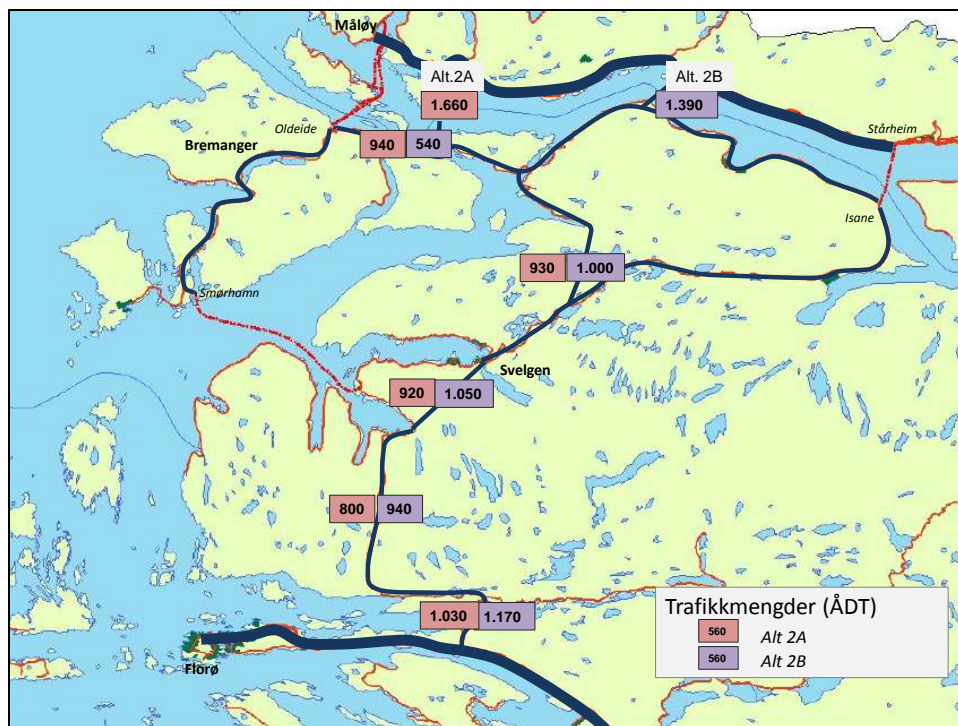 Måløy
Alt.2A
Alt. 2B
1.660
1.390
Oldeide
Stårheim
Bremanger
940
540
Isane
930
1.000
Smørhamn
Svelgen
920
1.050
800
940
Trafikkmengder (ÅDT)
1.030
1.170
560
Alt 2A
560
Alt 2B
Florø